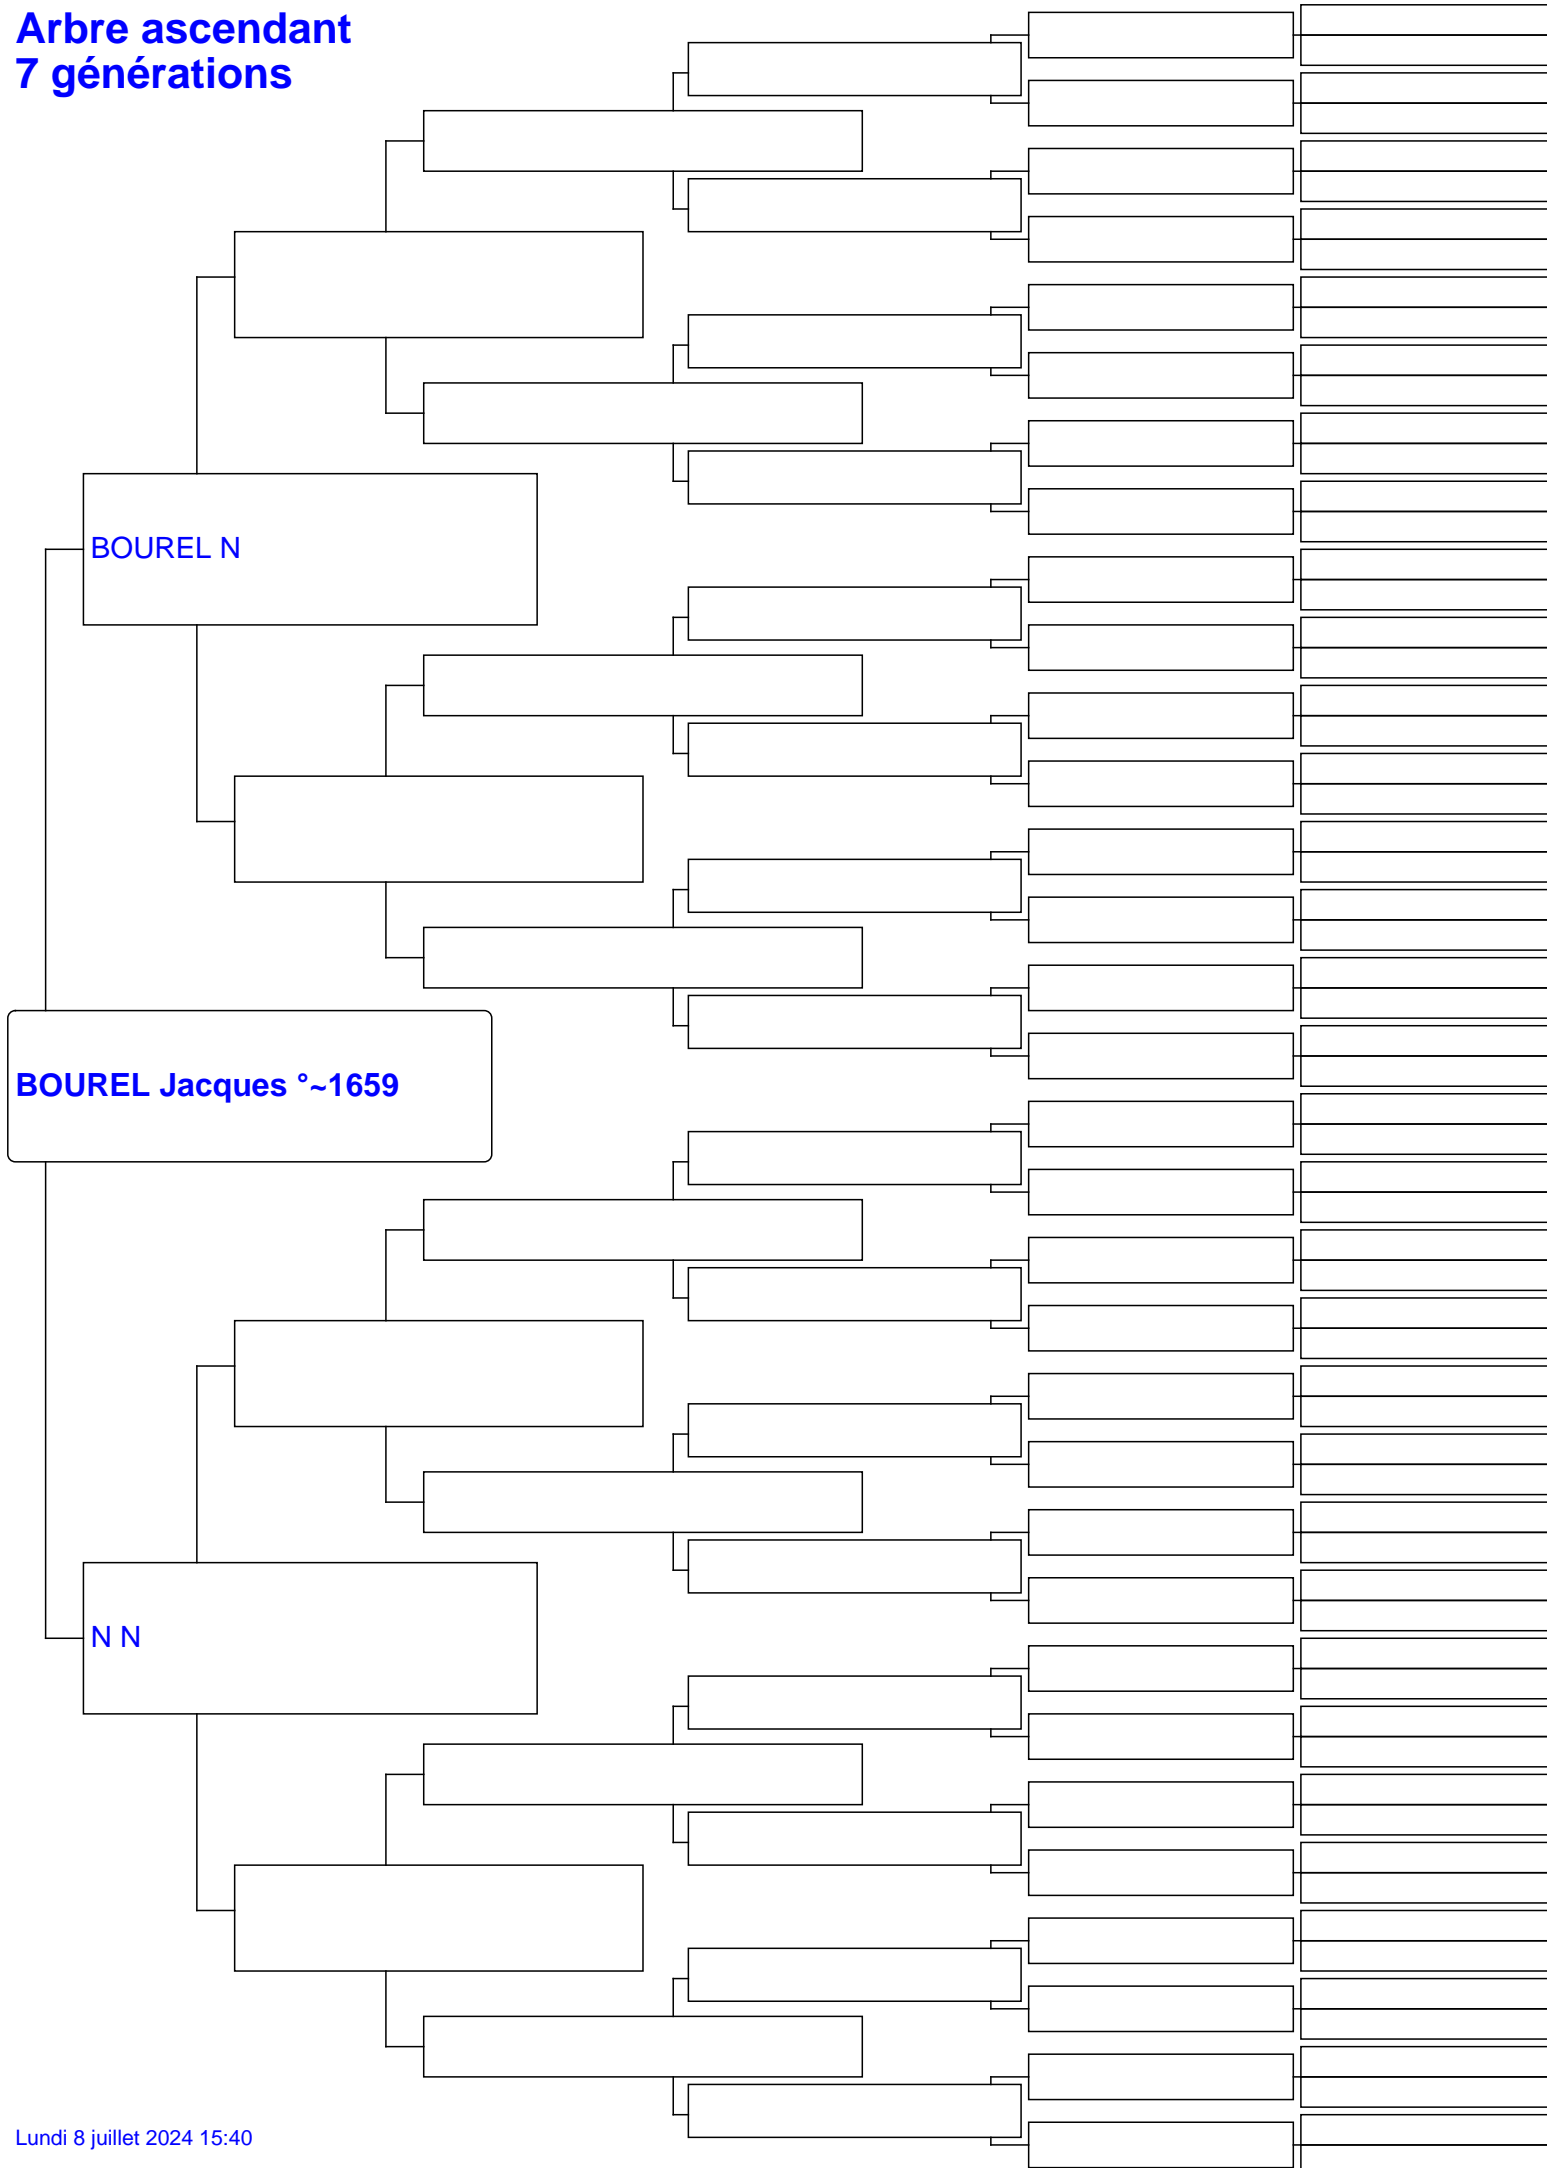 Arbre ascendant
7 générations
BOUREL N
BOUREL Jacques °~1659
N N
Lundi 8 juillet 2024 15:40